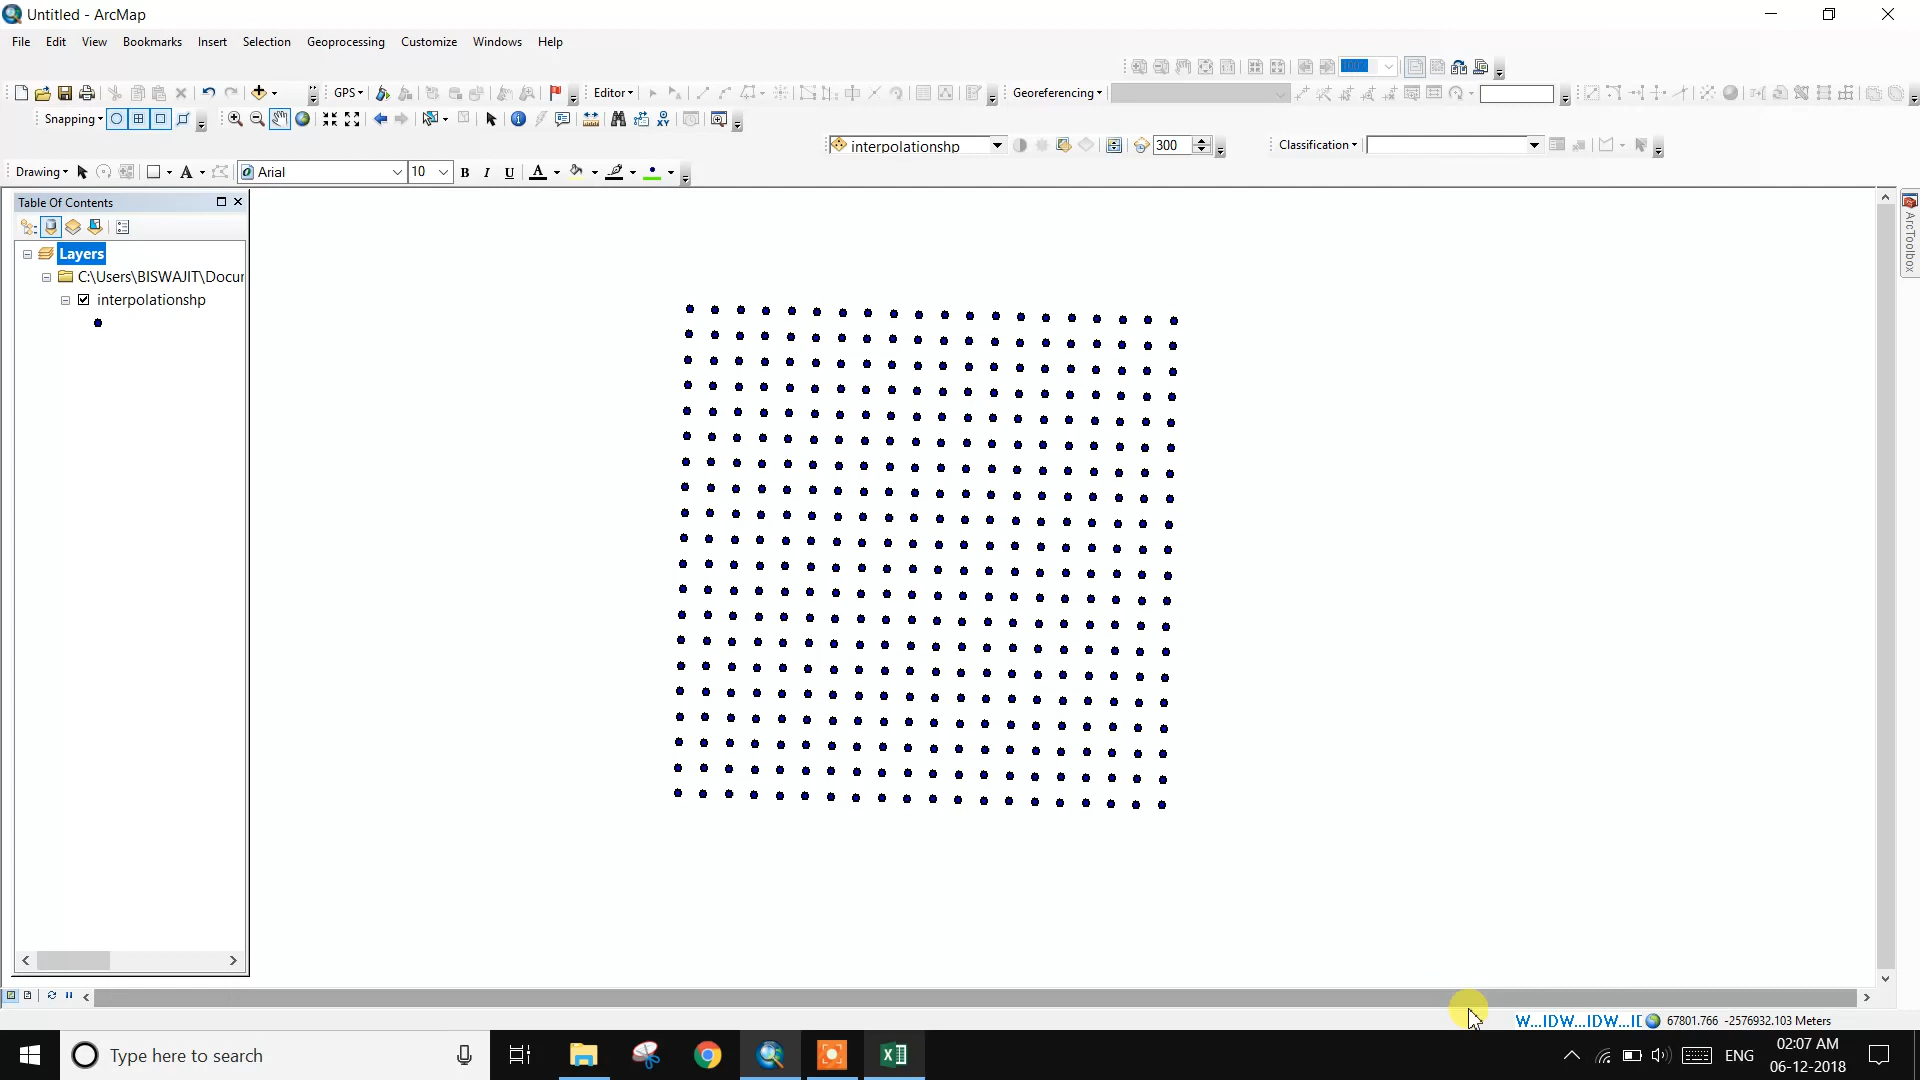 Untitled - ArcMap
File Edit View Bookmarks Insert Selection Geoprocessing Customize Windows Help
GPS Editor Georeferencing
Snapping
interpolationshp 300 Classification
Drawing A Arial 10 B I U A
Table Of Contents
Layers
C:\Users\BISWAJIT\Docur
interpolationshp
ArcToolbox
W...IDW...IDW...IE 67801.766 -2576932.103 Meters
Type here to search
ENG
02:07 AM
06-12-2018